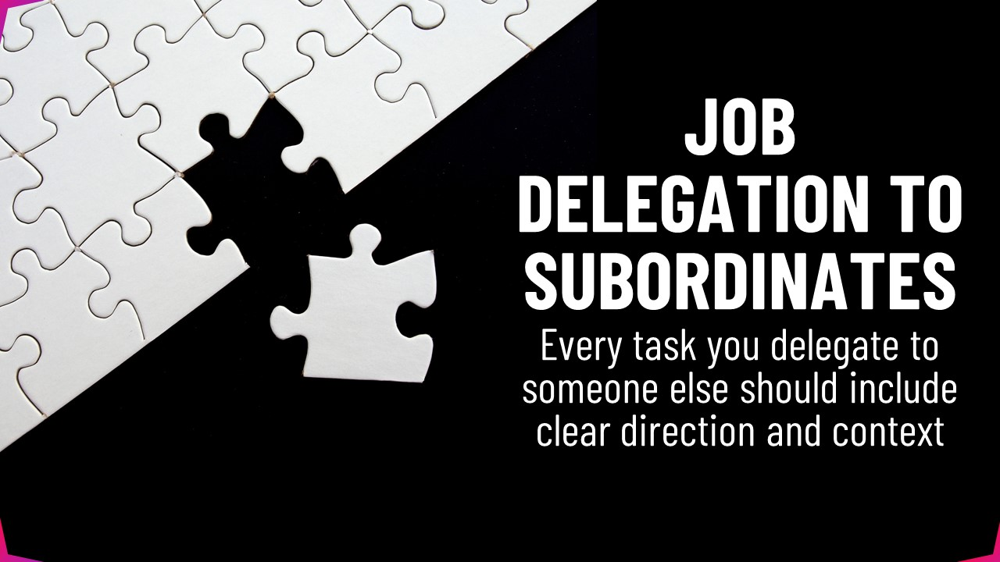 JOB
DELEGATION TO
SUBORDINATES
Every task you delegate to
someone else should include
clear direction and context